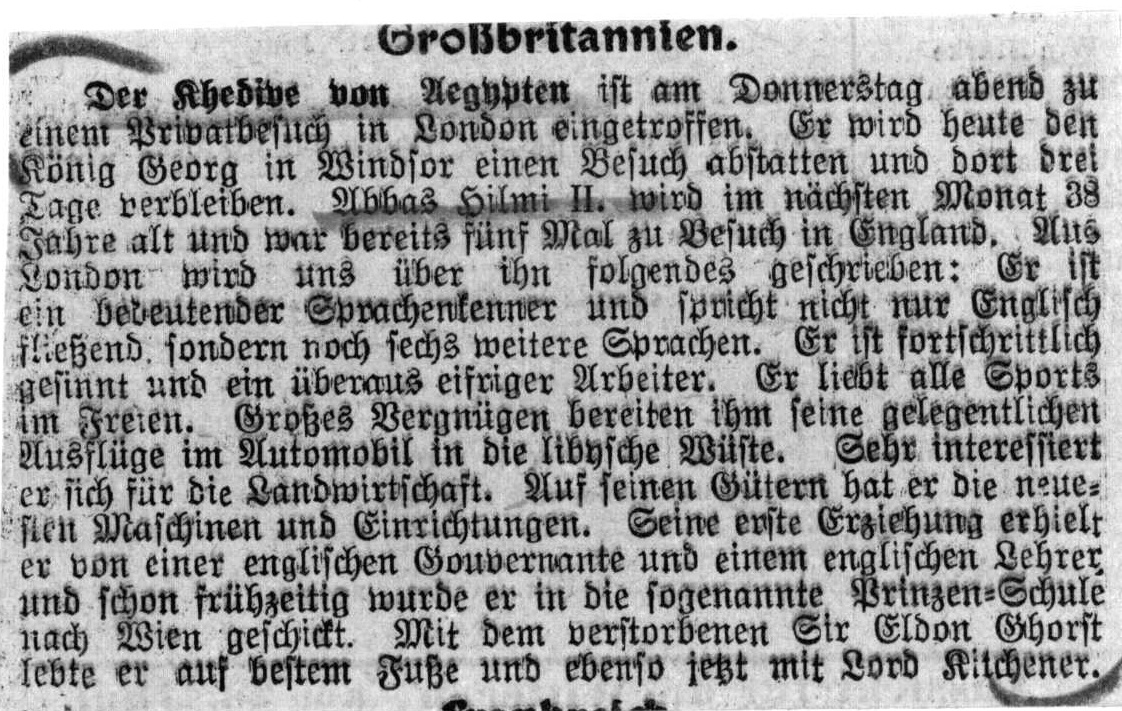 Großbritannien.
Der Khedive von Aegypten ist am Donnerstag abend zu
einem Privatbesuch in London eingetroffen. Er wird heute den
König Georg in Windsor einen Besuch abstatten und dort drei
Tage verbleiben. Abbas Hilmi II. wird im nächsten Monat 38
Jahre alt und war bereits fünf Mal zu Besuch in England. Aus
London wird uns über ihn folgendes geschrieben: Er ist
ein bedeutender Sprachenkenner und spricht nicht nur Englisch
fließend, sondern noch sechs weitere Sprachen. Er ist fortschrittlich
gesinnt und ein überaus eifriger Arbeiter. Er liebt alle Sports
im Freien. Großes Vergnügen bereiten ihm seine gelegentlichen
Ausflüge im Automobil in die libysche Wüste. Sehr interessiert
er sich für die Landwirtschaft. Auf seinen Gütern hat er die neue-
sten Maschinen und Einrichtungen. Seine erste Erziehung erhielt
er von einer englischen Gouvernante und einem englischen Lehrer
und schon frühzeitig wurde er in die sogenannte Prinzen-Schule
nach Wien geschickt. Mit dem verstorbenen Sir Eldon Ghorst
lebte er auf bestem Fuße und ebenso jetzt mit Lord Kitchener.